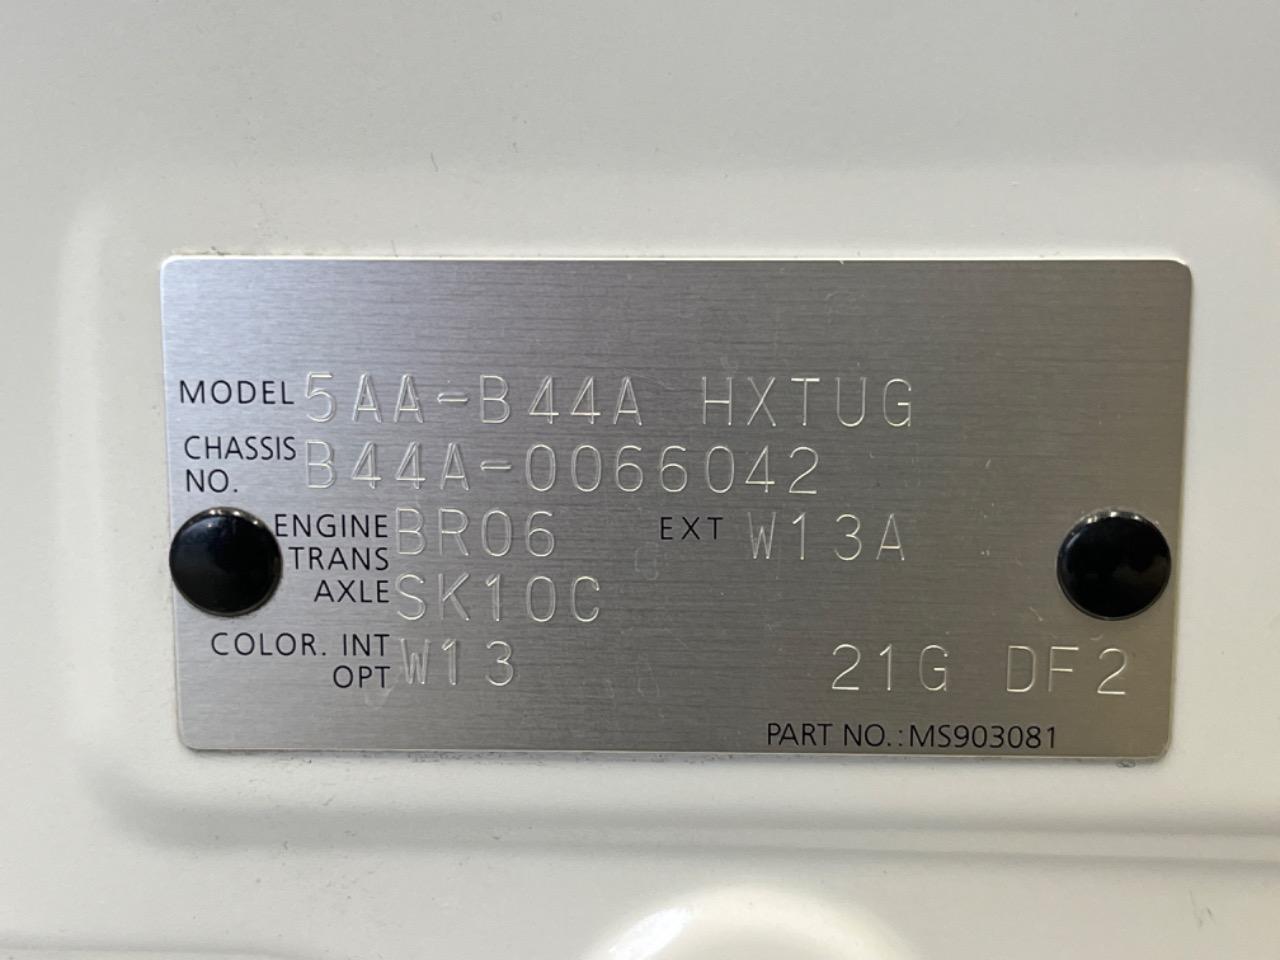 MODEL 5AA-B44A HXTUG
CHASSIS NO. B44A-0066042
ENGINE BR06 EXT W13A
TRANS AXLE SK10C
COLOR. INT OPT W13 21G DF2
PART NO.: MS903081